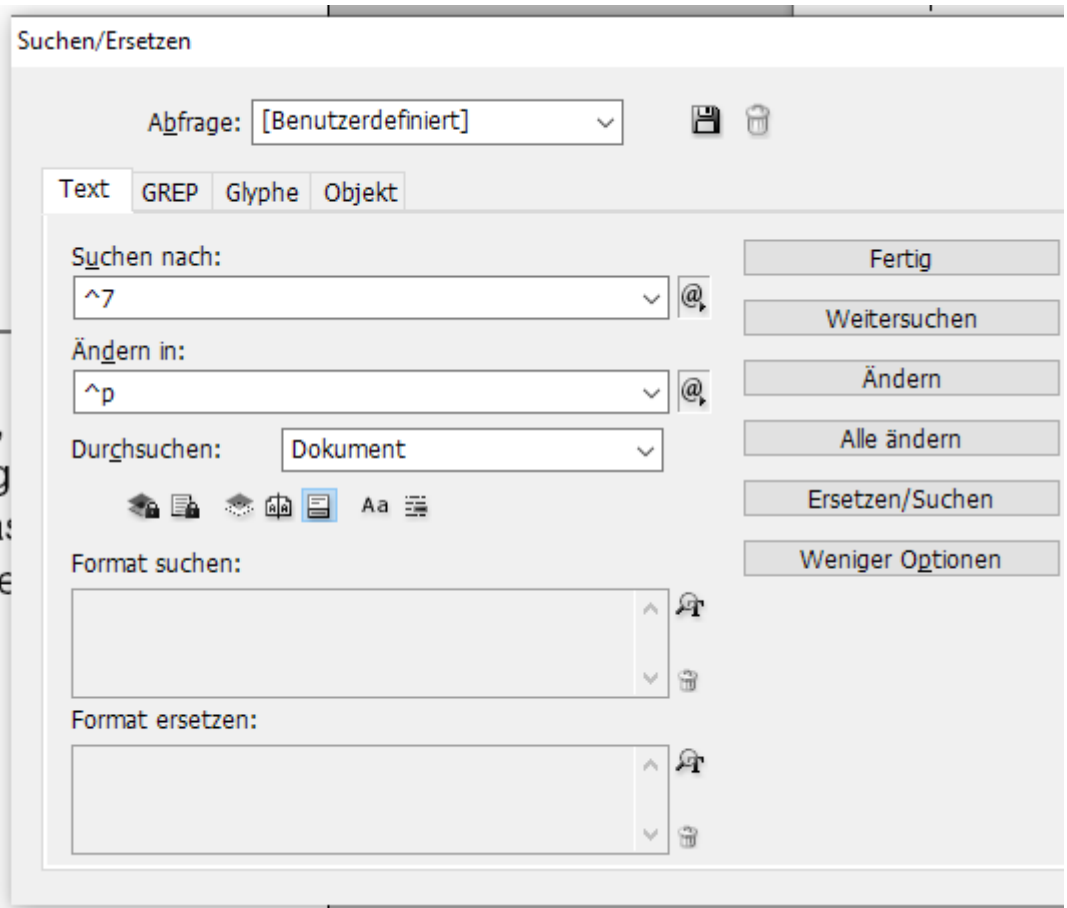 Suchen/Ersetzen
Abfrage: [Benutzerdefiniert]
Text GREP Glyphe Objekt
Suchen nach:
^7
Ändern in:
^p
Durchsuchen: Dokument
Aa
Format suchen:
Format ersetzen:
Fertig
Weitersuchen
Ändern
Alle ändern
Ersetzen/Suchen
Weniger Optionen